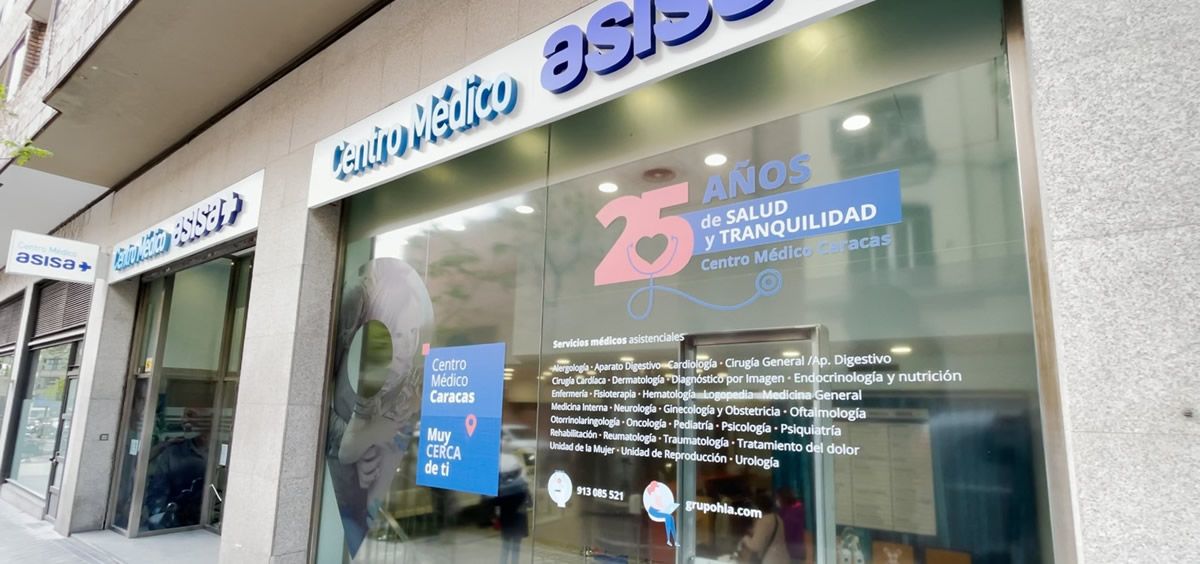 Centro Médico asisa
Centro Médico asisa+
Centro Médico
asisa+
25 AÑOS
de SALUD
y TRANQUILIDAD
Centro Médico Caracas
Centro
Médico
Caracas
Muy
CERCA
de ti
Servicios médicos asistenciales
Alergología · Aparato Digestivo · Cardiología · Cirugía General /Ap. Digestivo
Cirugía Cardíaca · Dermatología · Diagnóstico por Imagen · Endocrinología y nutrición
Enfermería · Fisioterapia · Hematología · Logopedia · Medicina General
Medicina Interna · Neurología · Ginecología y Obstetricia · Oftalmología
Otorrinolaringología · Oncología · Pediatría · Psicología · Psiquiatría
Rehabilitación · Reumatología · Traumatología · Tratamiento del dolor
Unidad de la Mujer · Unidad de Reproducción · Urología
913 085 521
grupohla.com